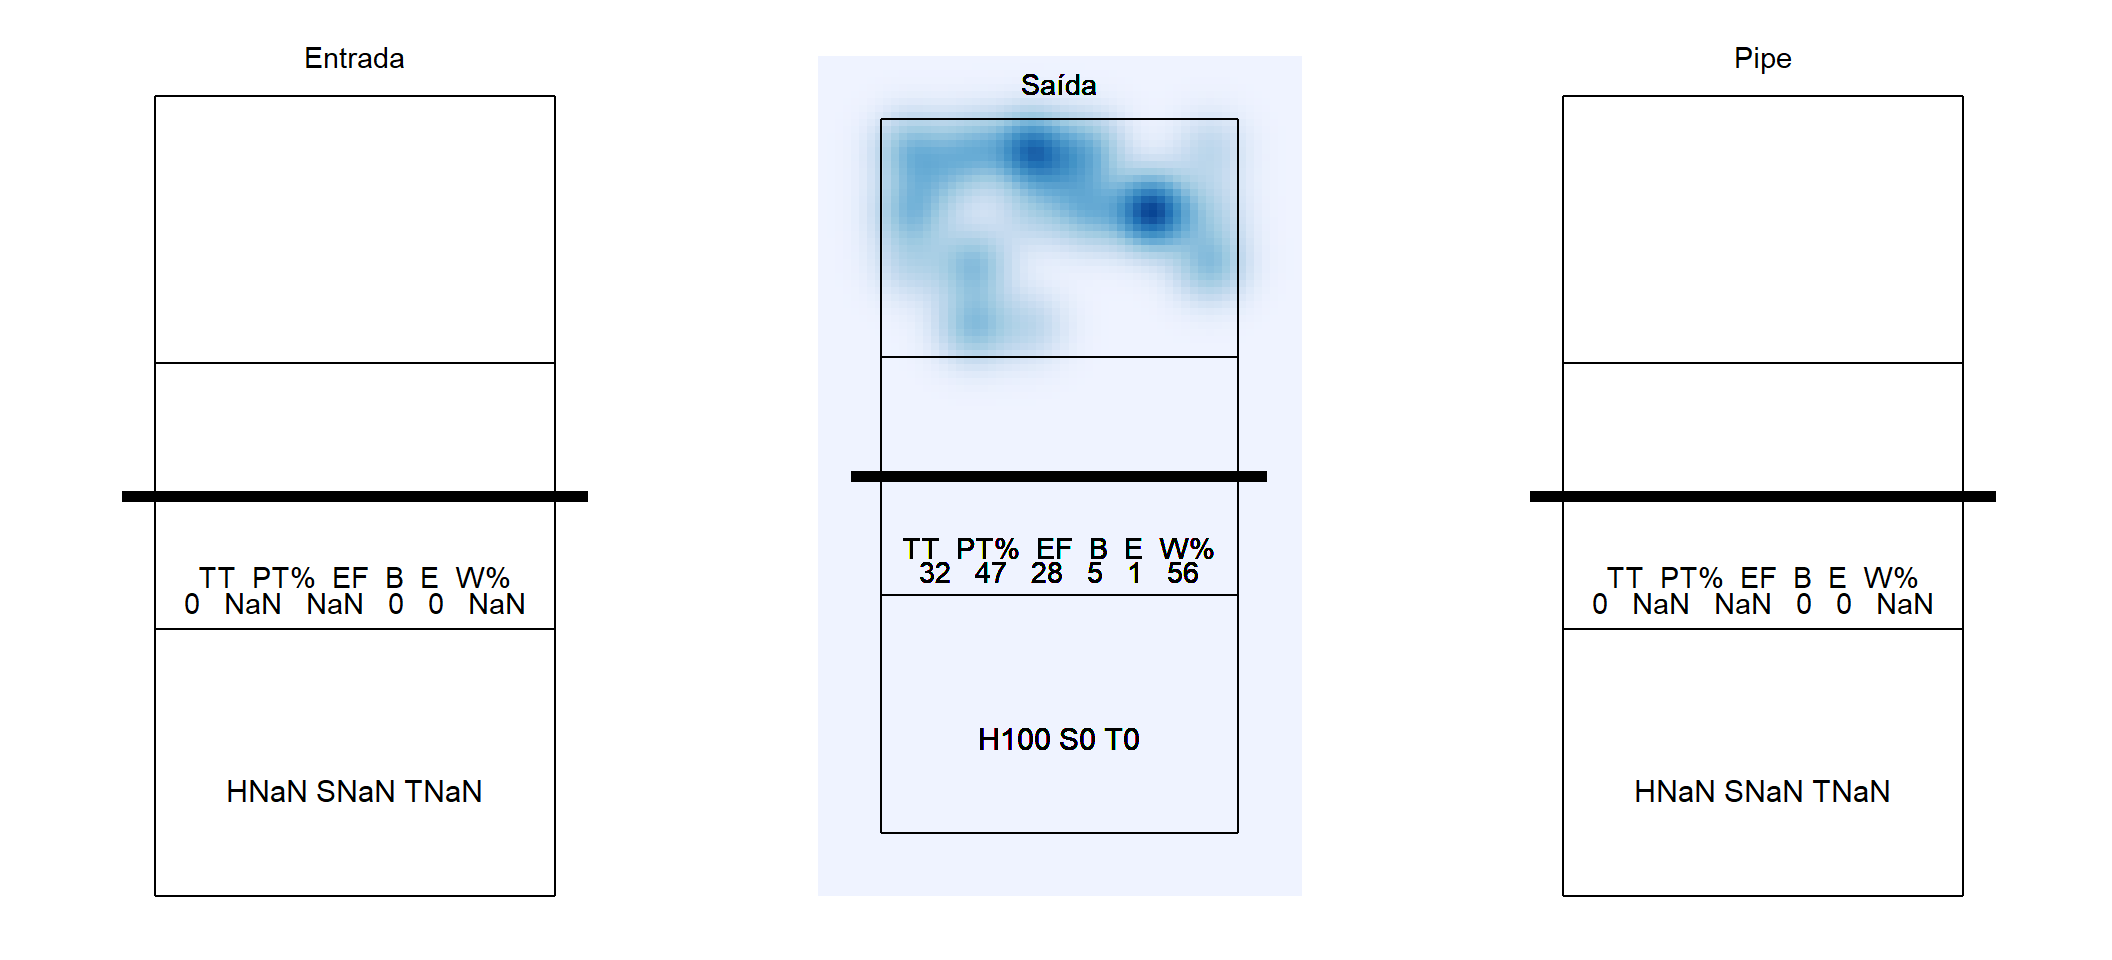 Entrada
TT PT% EF B E W%
0 NaN NaN 0 0 NaN
HNaN SNaN TNaN
Saída
TT PT% EF B E W%
32 47 28 5 1 56
H100 S0 T0
Pipe
TT PT% EF B E W%
0 NaN NaN 0 0 NaN
HNaN SNaN TNaN